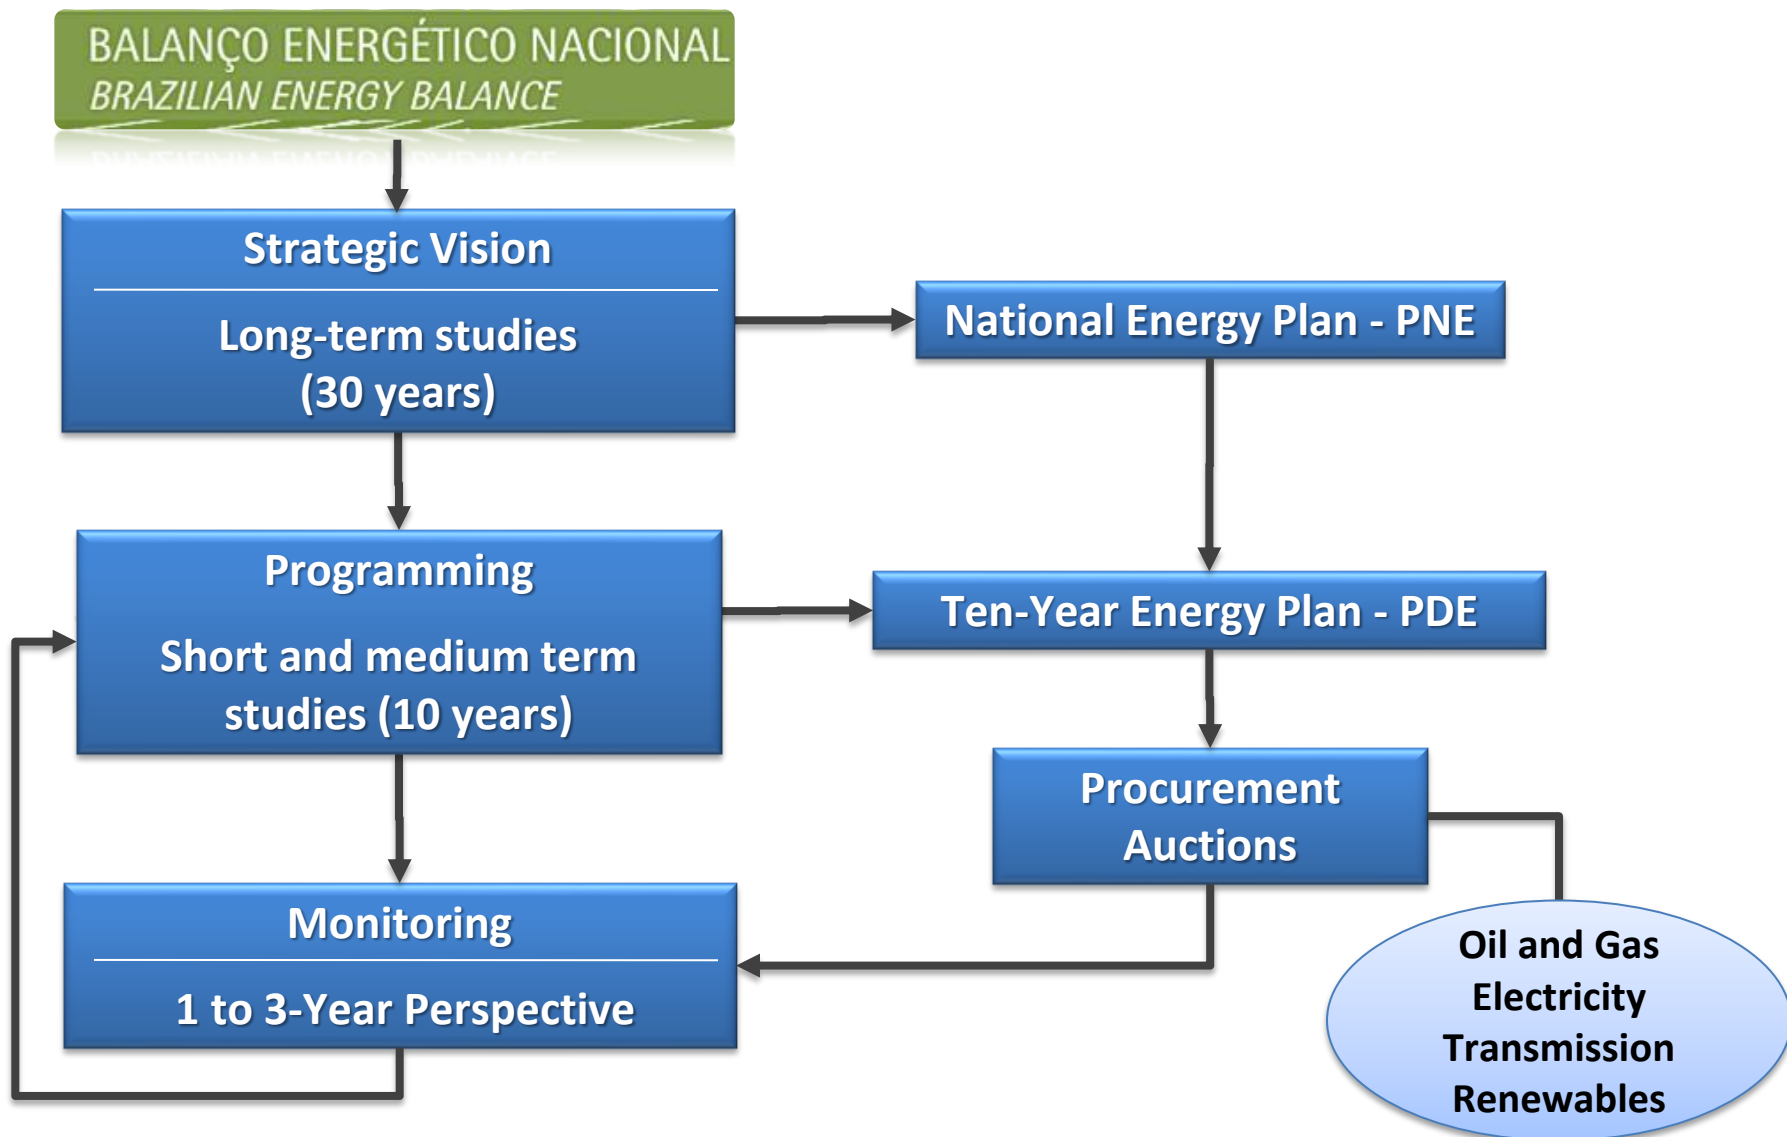 BALANÇO ENERGÉTICO NACIONAL
BRAZILIAN ENERGY BALANCE
Strategic Vision
Long-term studies
(30 years)
National Energy Plan - PNE
Programming
Short and medium term
studies (10 years)
Ten-Year Energy Plan - PDE
Procurement
Auctions
Monitoring
1 to 3-Year Perspective
Oil and Gas
Electricity
Transmission
Renewables